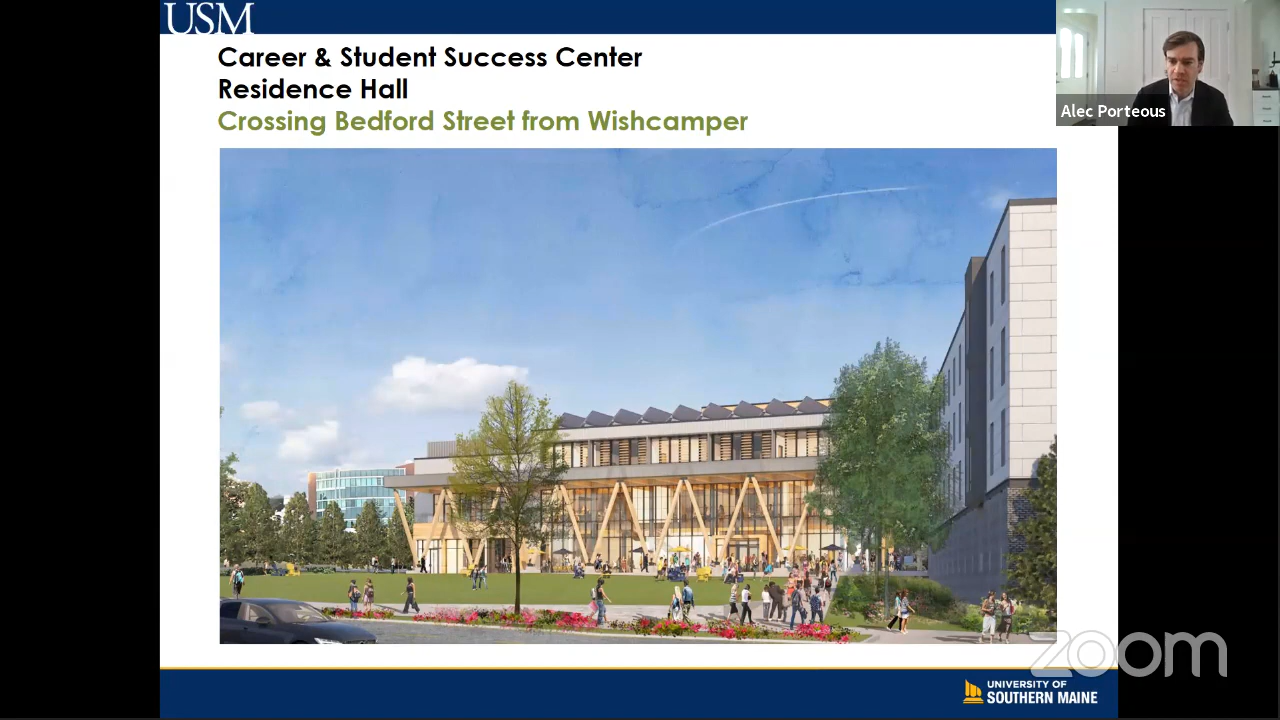 USM
Career & Student Success Center
Residence Hall
Crossing Bedford Street from Wishcamper
Alec Porteous
zoom
UNIVERSITY OF
SOUTHERN MAINE